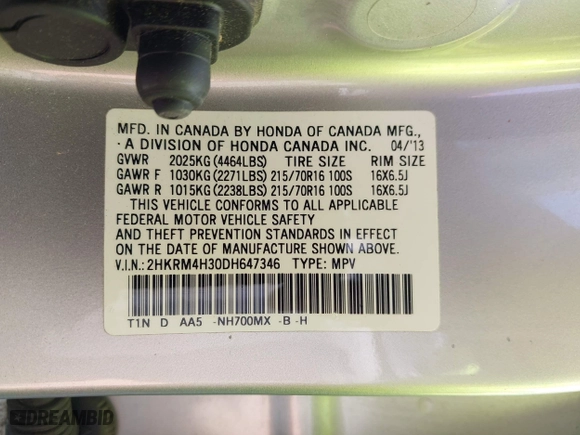 MFD. IN CANADA BY HONDA OF CANADA MFG.,
· A DIVISION OF HONDA CANADA INC. 04/'13
GVWR 2025KG (4464LBS) TIRE SIZE RIM SIZE
GAWR F 1030KG (2271LBS) 215/70R16 100S 16X6.5J
GAWR R 1015KG (2238LBS) 215/70R16 100S 16X6.5J
THIS VEHICLE CONFORMS TO ALL APPLICABLE
FEDERAL MOTOR VEHICLE SAFETY
AND THEFT PREVENTION STANDARDS IN EFFECT
ON THE DATE OF MANUFACTURE SHOWN ABOVE.
V.I.N.: 2HKRM4H30DH647346 TYPE: MPV
T1N D AA5 -NH700MX -B -H
DREAMBID